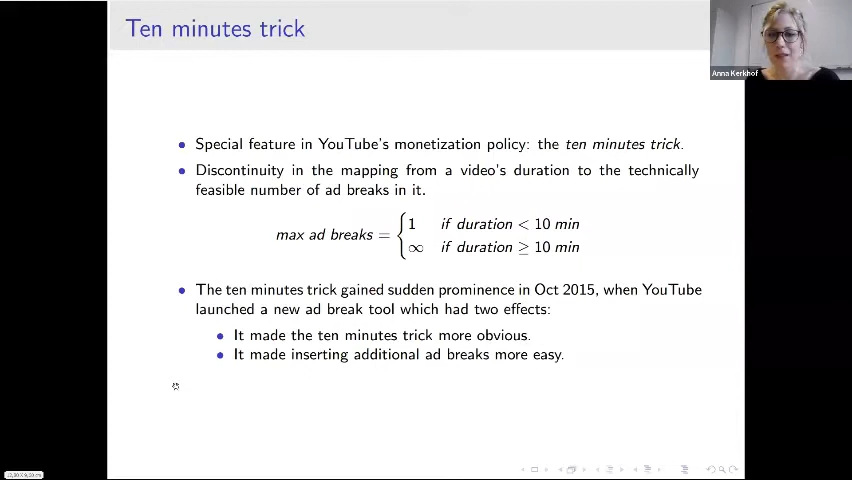 Ten minutes trick
Anna Kerkhof
• Special feature in YouTube's monetization policy: the ten minutes trick.
• Discontinuity in the mapping from a video's duration to the technically
feasible number of ad breaks in it.
max ad breaks = { 1 if duration < 10 min
∞ if duration ≥ 10 min
• The ten minutes trick gained sudden prominence in Oct 2015, when YouTube
launched a new ad break tool which had two effects:
• It made the ten minutes trick more obvious.
• It made inserting additional ad breaks more easy.